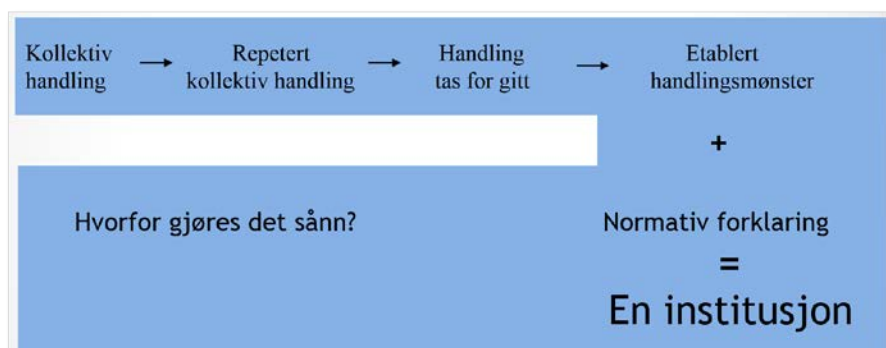 Kollektiv handling → Repetert kollektiv handling → Handling tas for gitt → Etablert handlingsmønster
+
Hvorfor gjøres det sånn?
Normativ forklaring
=
En institusjon